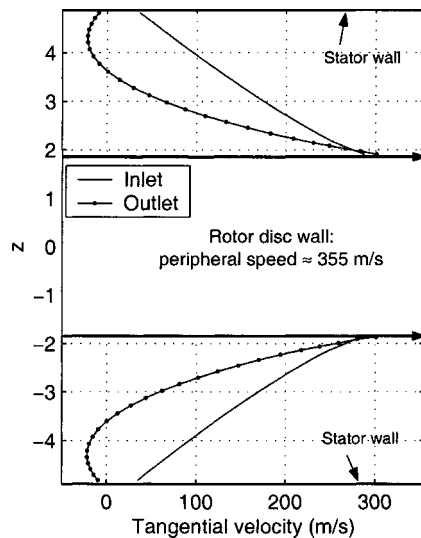 4
3
2
1
0
−1
−2
−3
−4
z
Stator wall
Inlet
Outlet
Rotor disc wall:
peripheral speed ≈ 355 m/s
Stator wall
0
100
200
300
Tangential velocity (m/s)